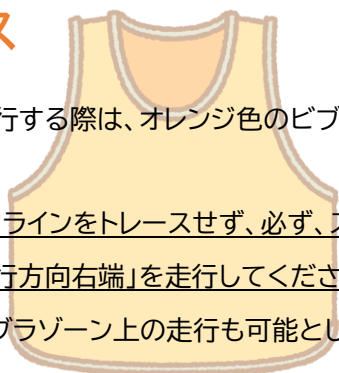 ス
行する際は、オレンジ色のビブ
ラインをトレースせず、必ず、
行方向右端」を走行してくださ
ブラゾーン上の走行も可能とし